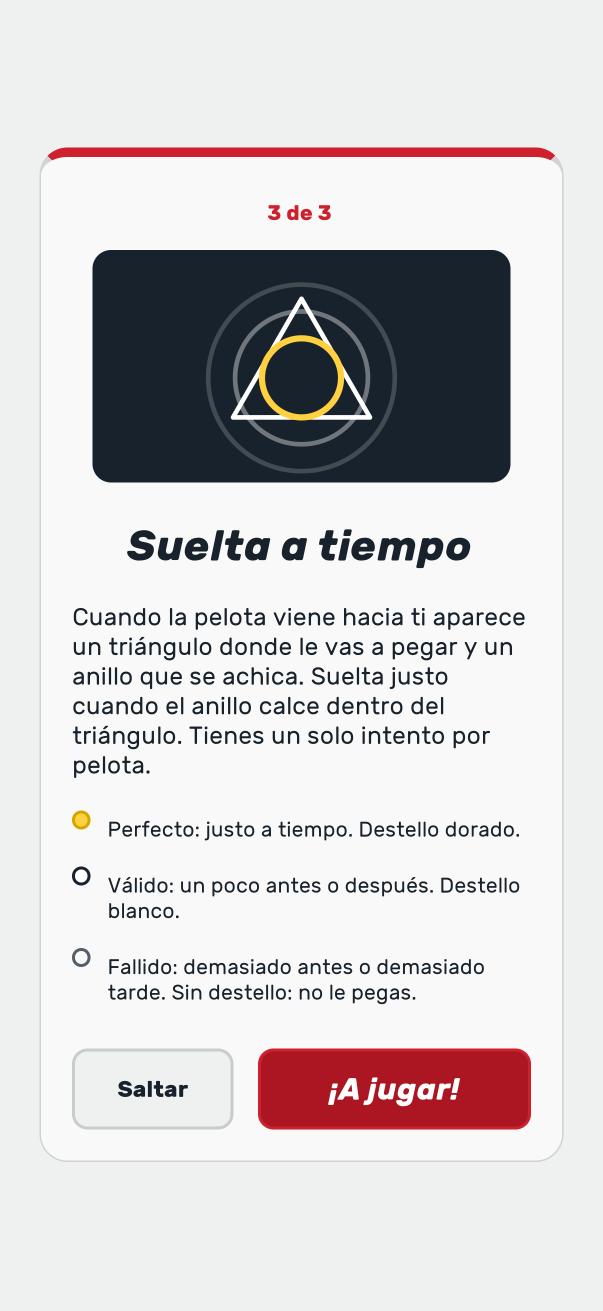 3 de 3
Suelta a tiempo
Cuando la pelota viene hacia ti aparece
un triángulo donde le vas a pegar y un
anillo que se achica. Suelta justo
cuando el anillo calce dentro del
triángulo. Tienes un solo intento por
pelota.
Perfecto: justo a tiempo. Destello dorado.
Válido: un poco antes o después. Destello
blanco.
Fallido: demasiado antes o demasiado
tarde. Sin destello: no le pegas.
Saltar
¡A jugar!